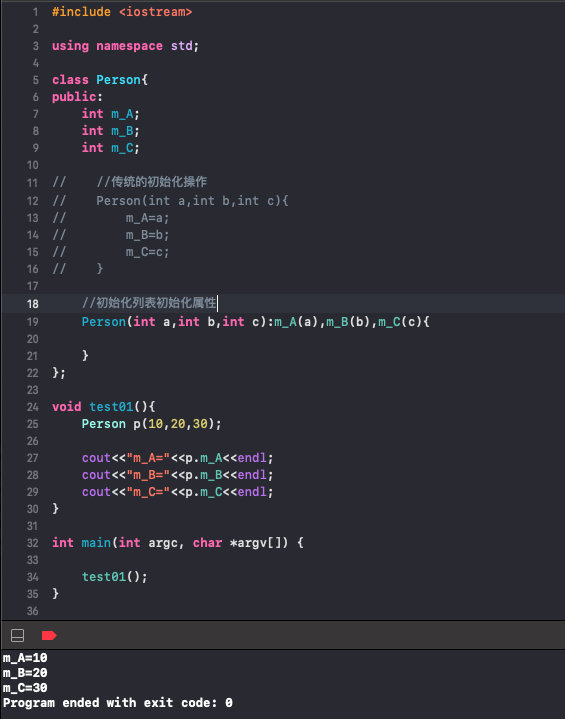 1 #include <iostream>
2
3 using namespace std;
4
5 class Person{
6 public:
7     int m_A;
8     int m_B;
9     int m_C;
10
11 //    //传统的初始化操作
12 //    Person(int a,int b,int c){
13 //        m_A=a;
14 //        m_B=b;
15 //        m_C=c;
16 //    }
17
18     //初始化列表初始化属性
19     Person(int a,int b,int c):m_A(a),m_B(b),m_C(c){
20
21     }
22 };
23
24 void test01(){
25     Person p(10,20,30);
26
27     cout<<"m_A="<<p.m_A<<endl;
28     cout<<"m_B="<<p.m_B<<endl;
29     cout<<"m_C="<<p.m_C<<endl;
30 }
31
32 int main(int argc, char *argv[]) {
33
34     test01();
35 }
36
m_A=10
m_B=20
m_C=30
Program ended with exit code: 0